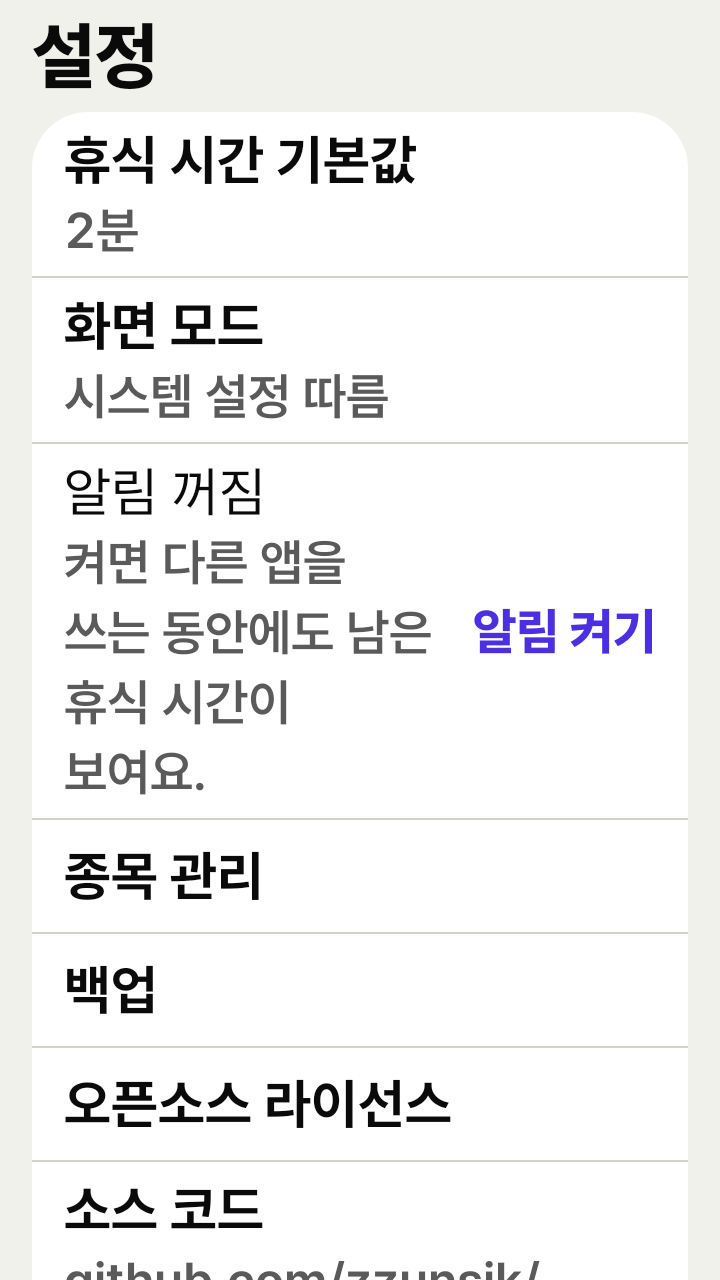 설정
휴식 시간 기본값
2분
화면 모드
시스템 설정 따름
알림 꺼짐
켜면 다른 앱을
쓰는 동안에도 남은
휴식 시간이
보여요.
알림 켜기
종목 관리
백업
오픈소스 라이선스
소스 코드
github.com/zzunsik/